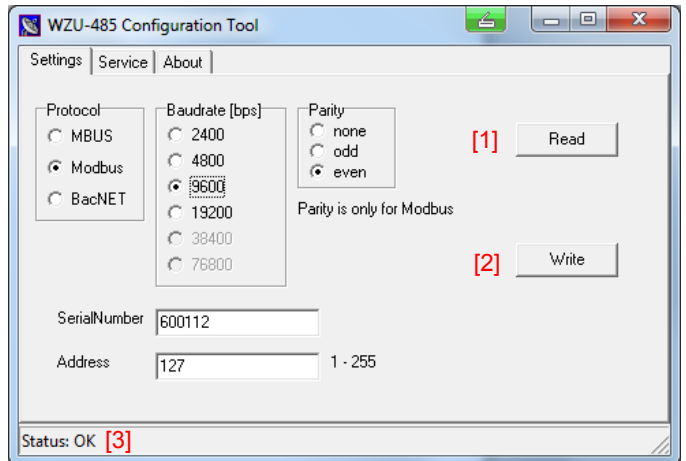 WZU-485 Configuration Tool
Settings Service About
Protocol
MBUS
Modbus
BacNET
Baudrate [bps]
2400
4800
9600
19200
38400
76800
Parity
none
odd
even
Parity is only for Modbus
[1] Read
[2] Write
SerialNumber 600112
Address 127 1 - 255
Status: OK [3]